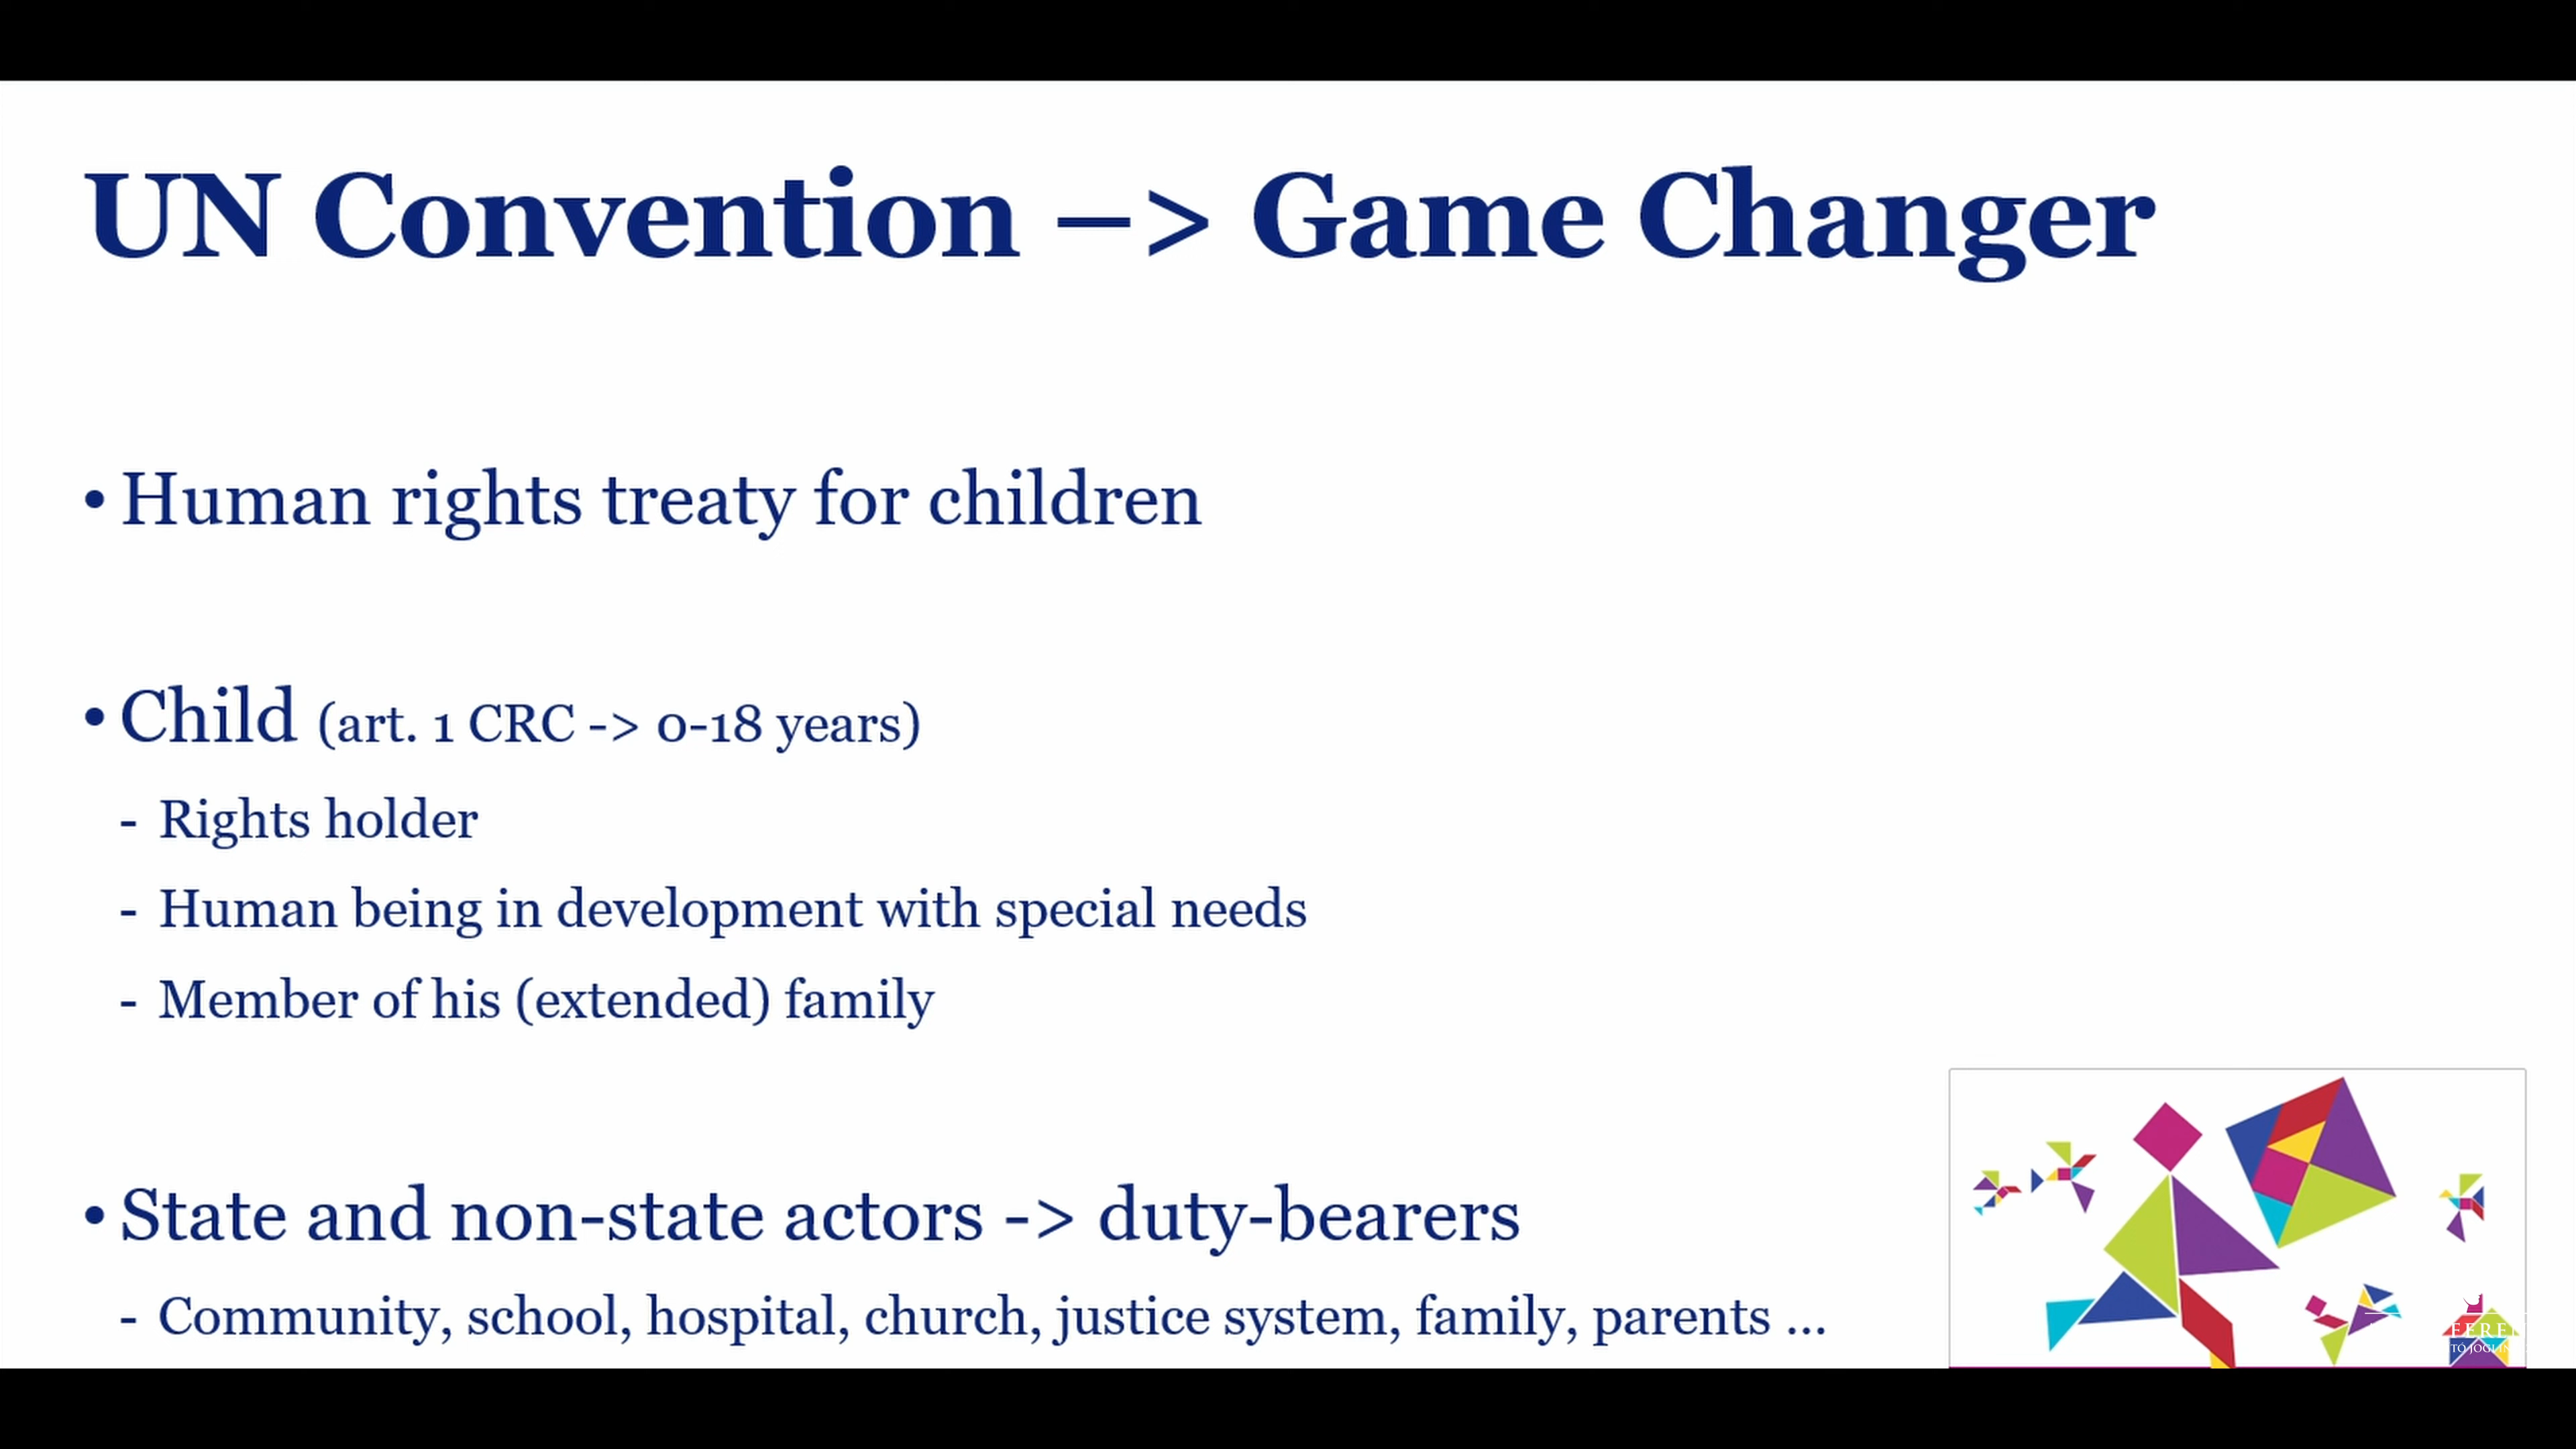 UN Convention –> Game Changer
• Human rights treaty for children
• Child (art. 1 CRC -> 0-18 years)
- Rights holder
- Human being in development with special needs
- Member of his (extended) family
• State and non-state actors -> duty-bearers
- Community, school, hospital, church, justice system, family, parents ...